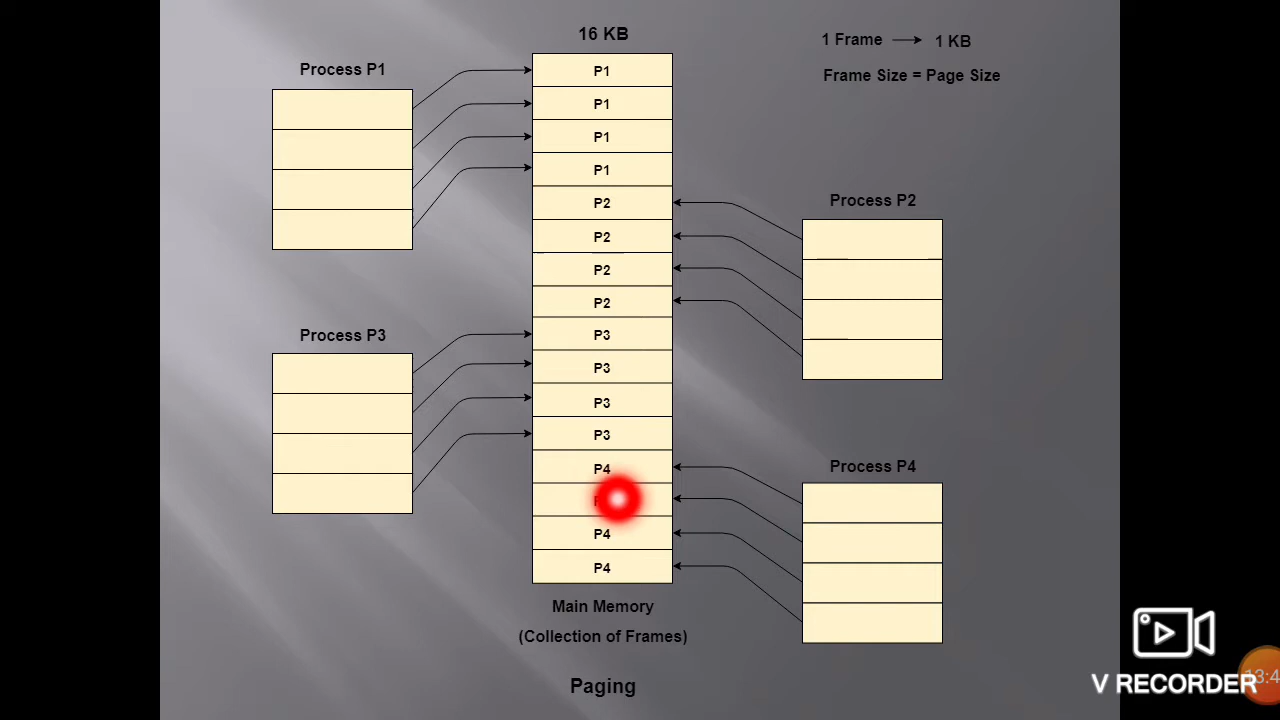 16 KB
1 Frame → 1 KB
Frame Size = Page Size
Process P1
P1
P1
P1
P1
Process P2
P2
P2
P2
P2
Process P3
P3
P3
P3
P3
Process P4
P4
P4
P4
Main Memory
(Collection of Frames)
Paging
V RECORDER